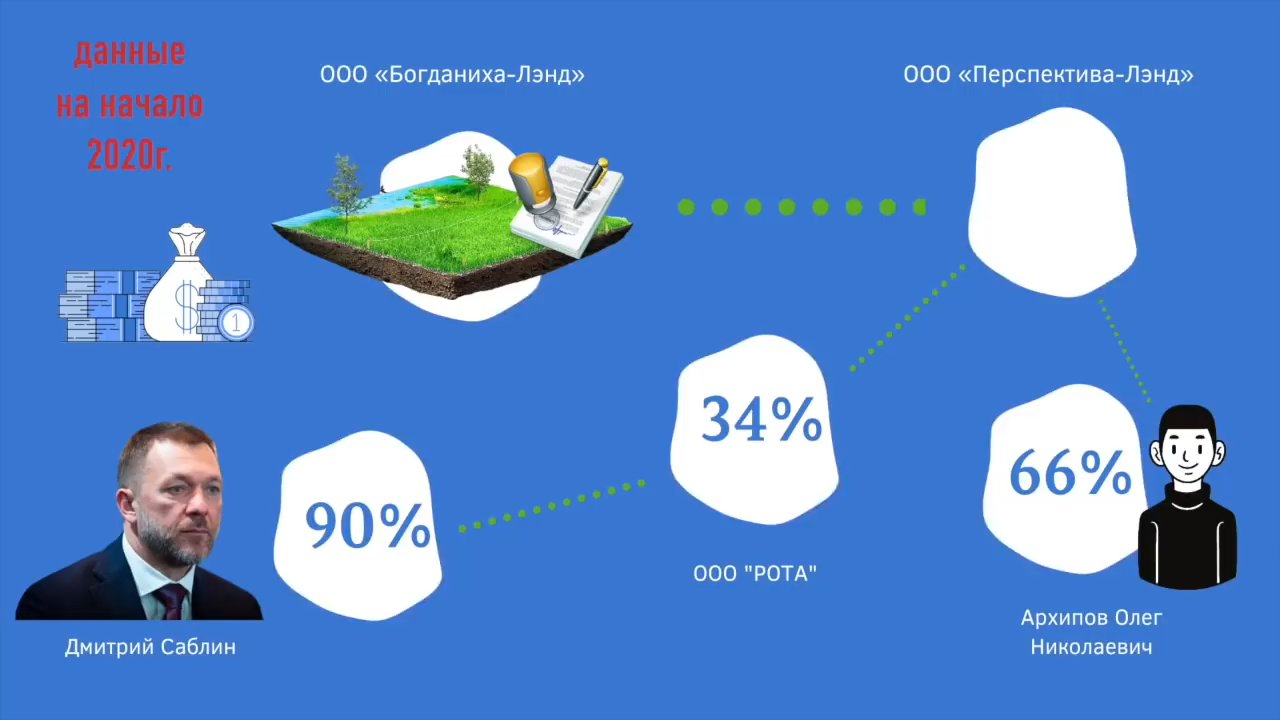 данные
на начало
2020г.
ООО «Богданиха-Лэнд»
ООО «Перспектива-Лэнд»
1
34%
66%
90%
ООО "РОТА"
Архипов Олег
Николаевич
Дмитрий Саблин